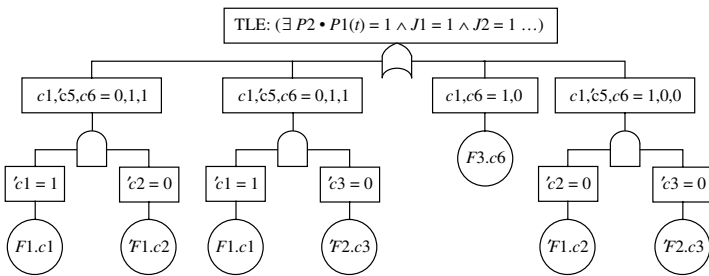 TLE: (∃ P2 • P1(t) = 1 ∧ J1 = 1 ∧ J2 = 1 …)
c1,′c5,c6 = 0,1,1
c1,′c5,c6 = 0,1,1
c1,c6 = 1,0
c1,′c5,c6 = 1,0,0
F3.c6
′c1 = 1
′c2 = 0
′c1 = 1
′c3 = 0
′c2 = 0
′c3 = 0
F1.c1
′F1.c2
F1.c1
′F2.c3
′F1.c2
′F2.c3